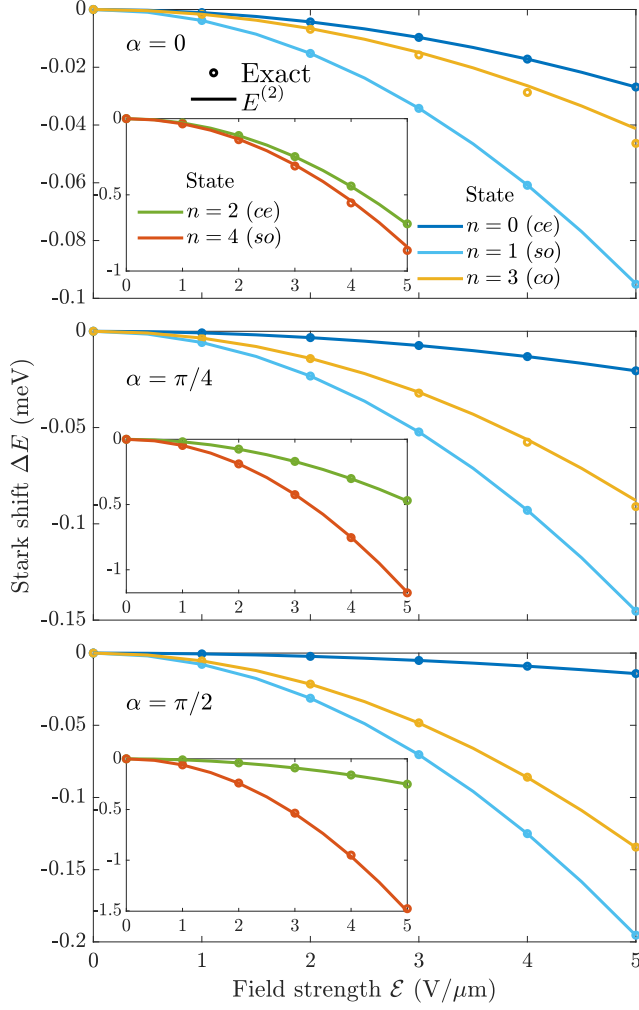 0
-0.02
-0.04
-0.06
-0.08
-0.1
α = 0
Exact
E^(2)
0
-0.5
-1
0 1 2 3 4 5
State
n = 2 (ce)
n = 4 (so)
State
n = 0 (ce)
n = 1 (so)
n = 3 (co)
0
-0.05
-0.1
-0.15
α = π/4
0
-0.5
-1
0 1 2 3 4 5
Stark shift ΔE (meV)
0
-0.05
-0.1
-0.15
-0.2
α = π/2
0
-0.5
-1
-1.5
0 1 2 3 4 5
0 1 2 3 4 5
Field strength ℰ (V/μm)